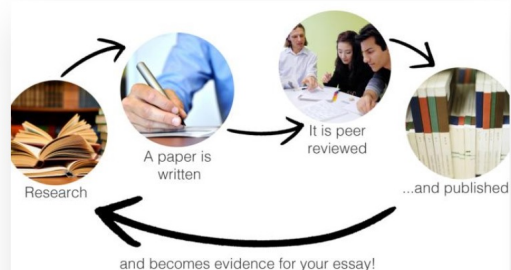 Research
A paper is
written
It is peer
reviewed
...and published
and becomes evidence for your essay!